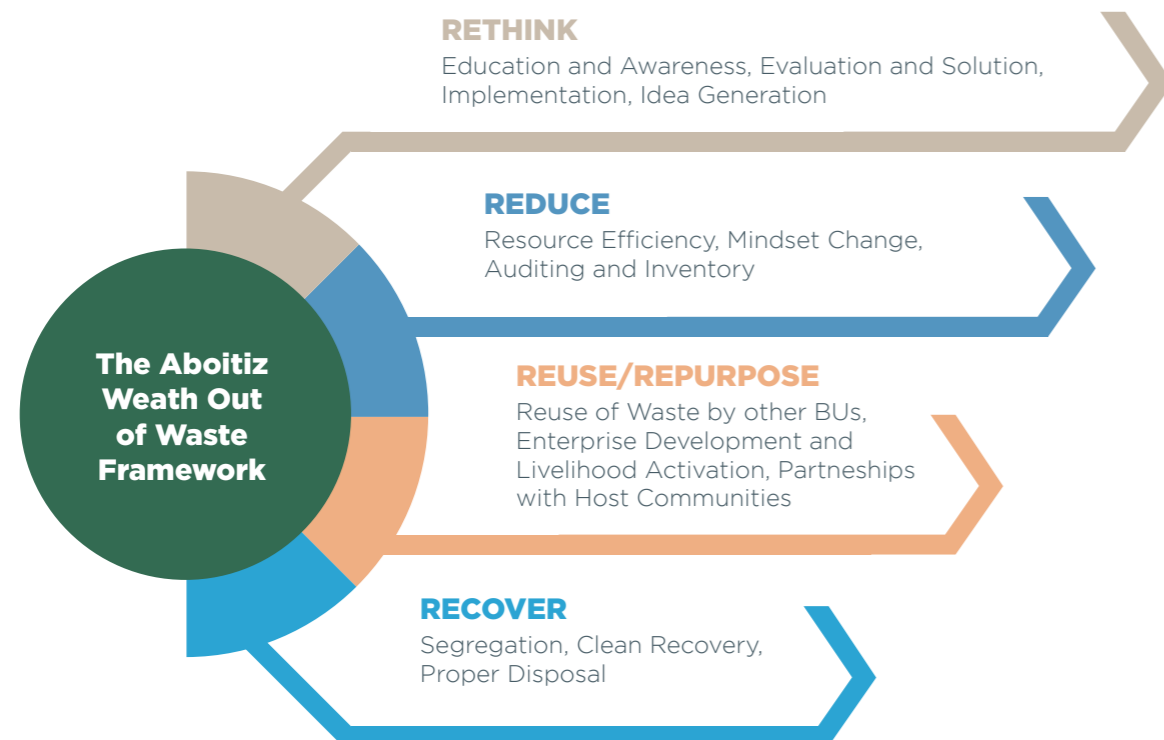 RETHINK
Education and Awareness, Evaluation and Solution,
Implementation, Idea Generation
REDUCE
Resource Efficiency, Mindset Change,
Auditing and Inventory
The Aboitiz
Weath Out
of Waste
Framework
REUSE/REPURPOSE
Reuse of Waste by other BUs,
Enterprise Development and
Livelihood Activation, Partneships
with Host Communities
RECOVER
Segregation, Clean Recovery,
Proper Disposal